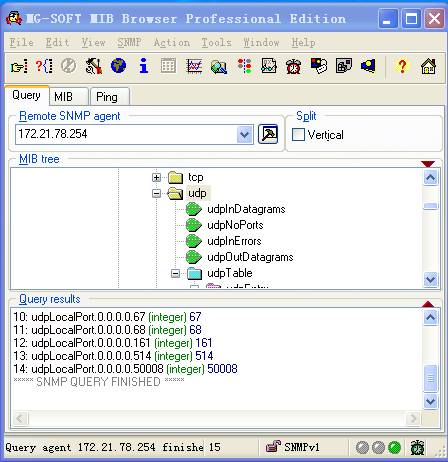 MG-SOFT MIB Browser Professional Edition
File Edit View SNMP Action Tools Window Help
Query MIB Ping
Remote SNMP agent
172.21.78.254
Split
Vertical
MIB tree
tcp
udp
udpInDatagrams
udpNoPorts
udpInErrors
udpOutDatagrams
udpTable
udpEntry
Query results
10: udpLocalPort.0.0.0.0.67 (integer) 67
11: udpLocalPort.0.0.0.0.68 (integer) 68
12: udpLocalPort.0.0.0.0.161 (integer) 161
13: udpLocalPort.0.0.0.0.514 (integer) 514
14: udpLocalPort.0.0.0.0.50008 (integer) 50008
***** SNMP QUERY FINISHED *****
Query agent 172.21.78.254 finishe 15 SNMPv1